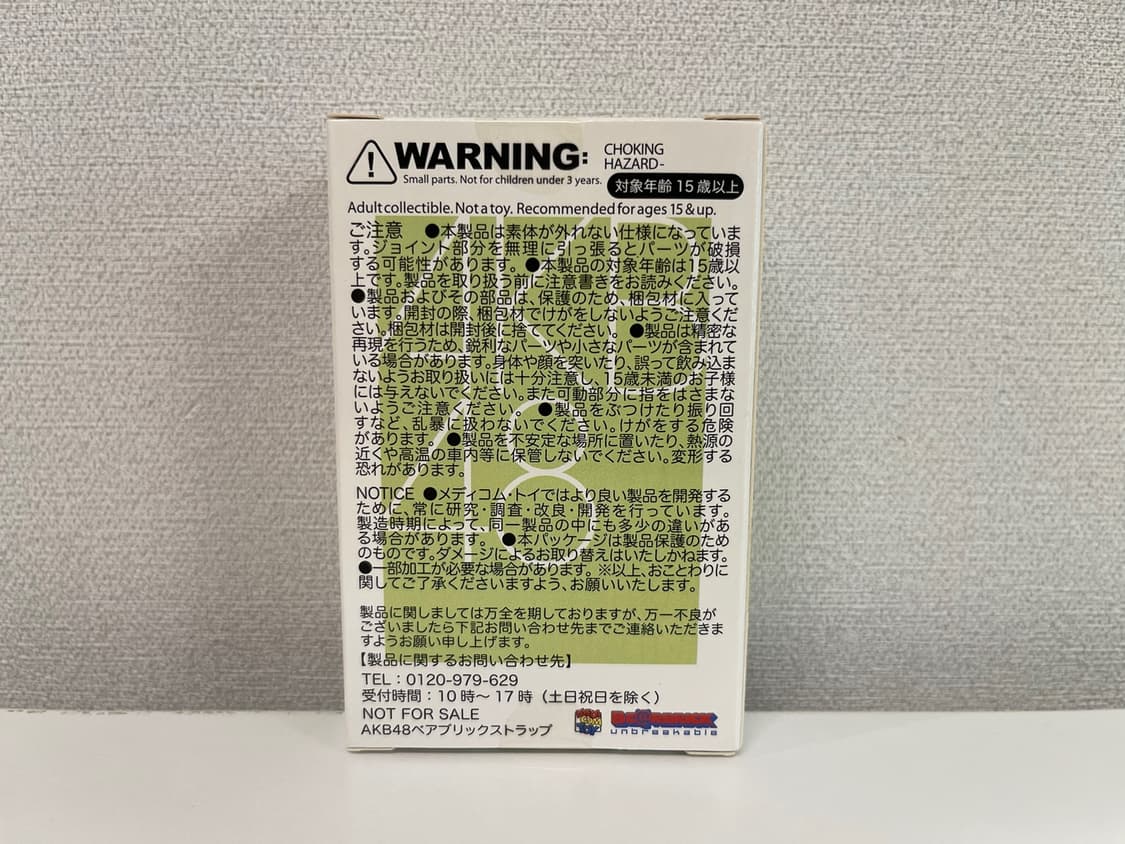 WARNING: CHOKING
HAZARD-
Small parts. Not for children under 3 years.
対象年齢15歳以上
Adult collectible. Not a toy. Recommended for ages 15 & up.
AKB
48
ご注意 ●本製品は素体が外れない仕様になっていま
す。ジョイント部分を無理に引っ張るとパーツが破損
する可能性があります。●本製品の対象年齢は15歳以
上です。製品を取り扱う前に注意書きをお読みください。
●製品およびその部品は、保護のため、梱包材に入って
います。開封の際、梱包材でけがをしないようご注意くだ
さい。梱包材は開封後に捨ててください。●製品は精密な
再現を行うため、鋭利なパーツや小さなパーツが含まれて
いる場合があります。身体や顔を突いたり、誤って飲み込ま
ないようお取り扱いには十分注意し、15歳未満のお子様
には与えないでください。また可動部分に指をはさまな
いようご注意ください。●製品をぶつけたり振り回
すなど、乱暴に扱わないでください。けがをする危険
があります。●製品を不安定な場所に置いたり、熱源の
近くや高温の車内等に保管しないでください。変形する
恐れがあります。
NOTICE ●メディコム・トイではより良い製品を開発する
ために、常に研究・調査・改良・開発を行っています。
製造時期によって、同一製品の中にも多少の違いがあ
る場合があります。●本パッケージは製品保護のため
のものです。ダメージによるお取り替えはいたしかねます。
●一部加工が必要な場合があります。※以上、おことわりに
関してご了承くださいますよう、お願いいたします。
製品に関しましては万全を期しておりますが、万一不良が
ございましたら下記お問い合わせ先までご連絡いただきま
すようお願い申し上げます。
【製品に関するお問い合わせ先】
TEL：0120-979-629
受付時間：10時～17時（土日祝日を除く）
NOT FOR SALE
AKB48ベアブリックストラップ
BE@RBRICK
unbreakable